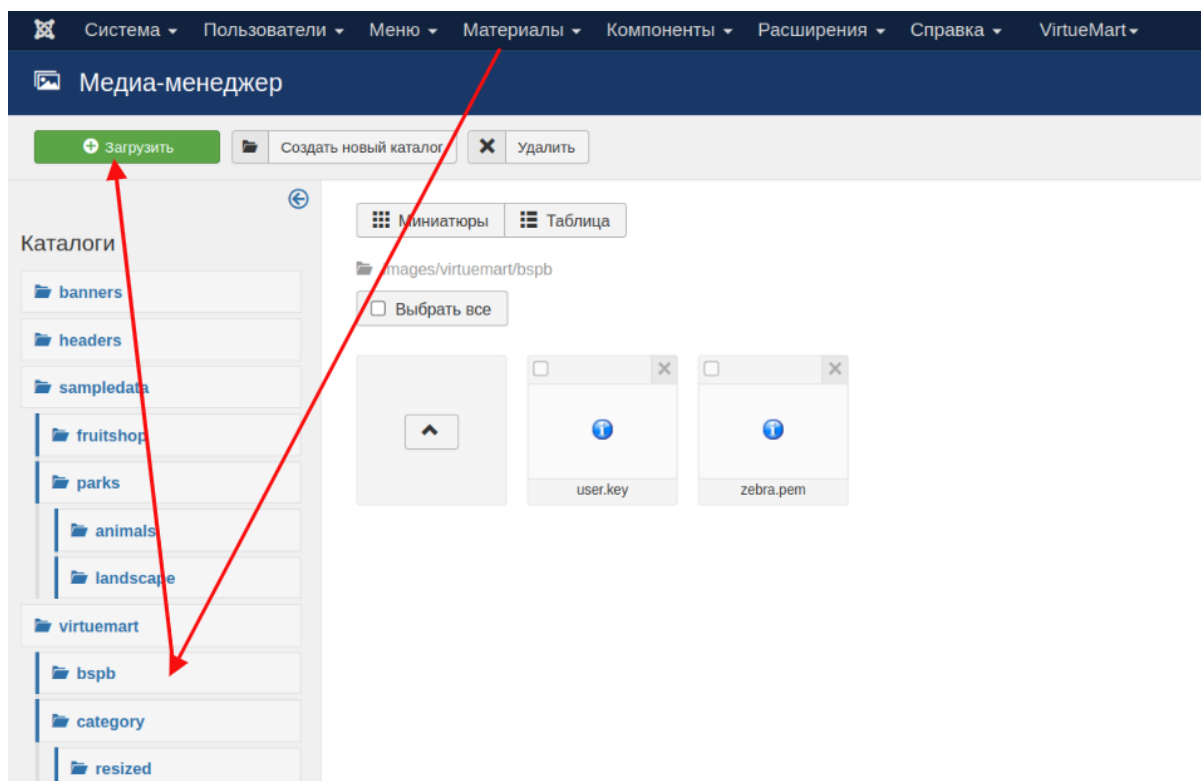 Система Пользователи Меню Материалы Компоненты Расширения Справка VirtueMart
Медиа-менеджер
Загрузить Создать новый каталог Удалить
Каталоги
banners
headers
sampledata
fruitshop
parks
animals
landscape
virtuemart
bspb
category
resized
Миниатюры Таблица
images/virtuemart/bspb
Выбрать все
user.key zebra.pem